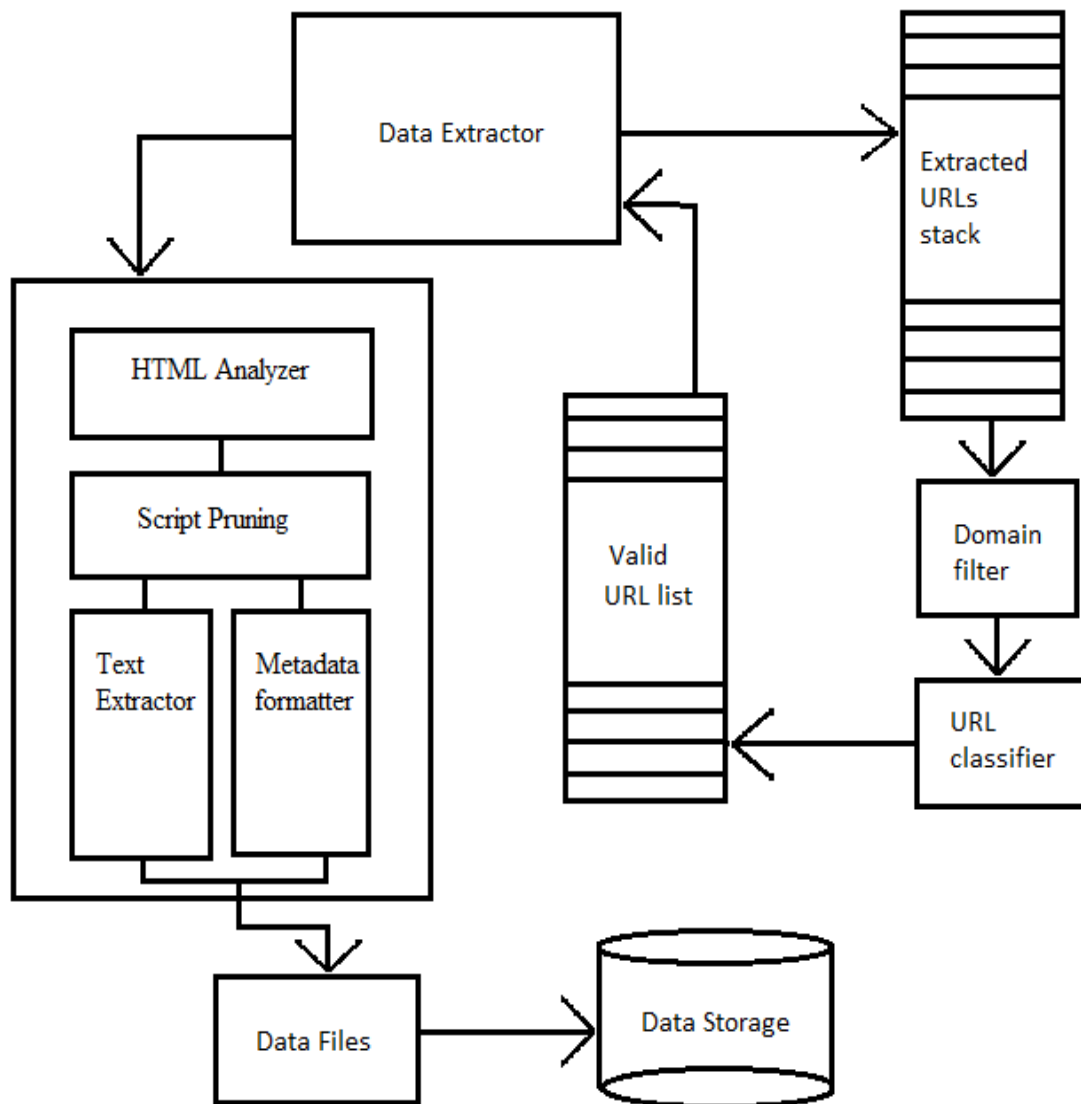 Data Extractor
Extracted
URLs
stack
HTML Analyzer
Script Pruning
Text
Extractor
Metadata
formatter
Valid
URL list
Domain
filter
URL
classifier
Data Files
Data Storage